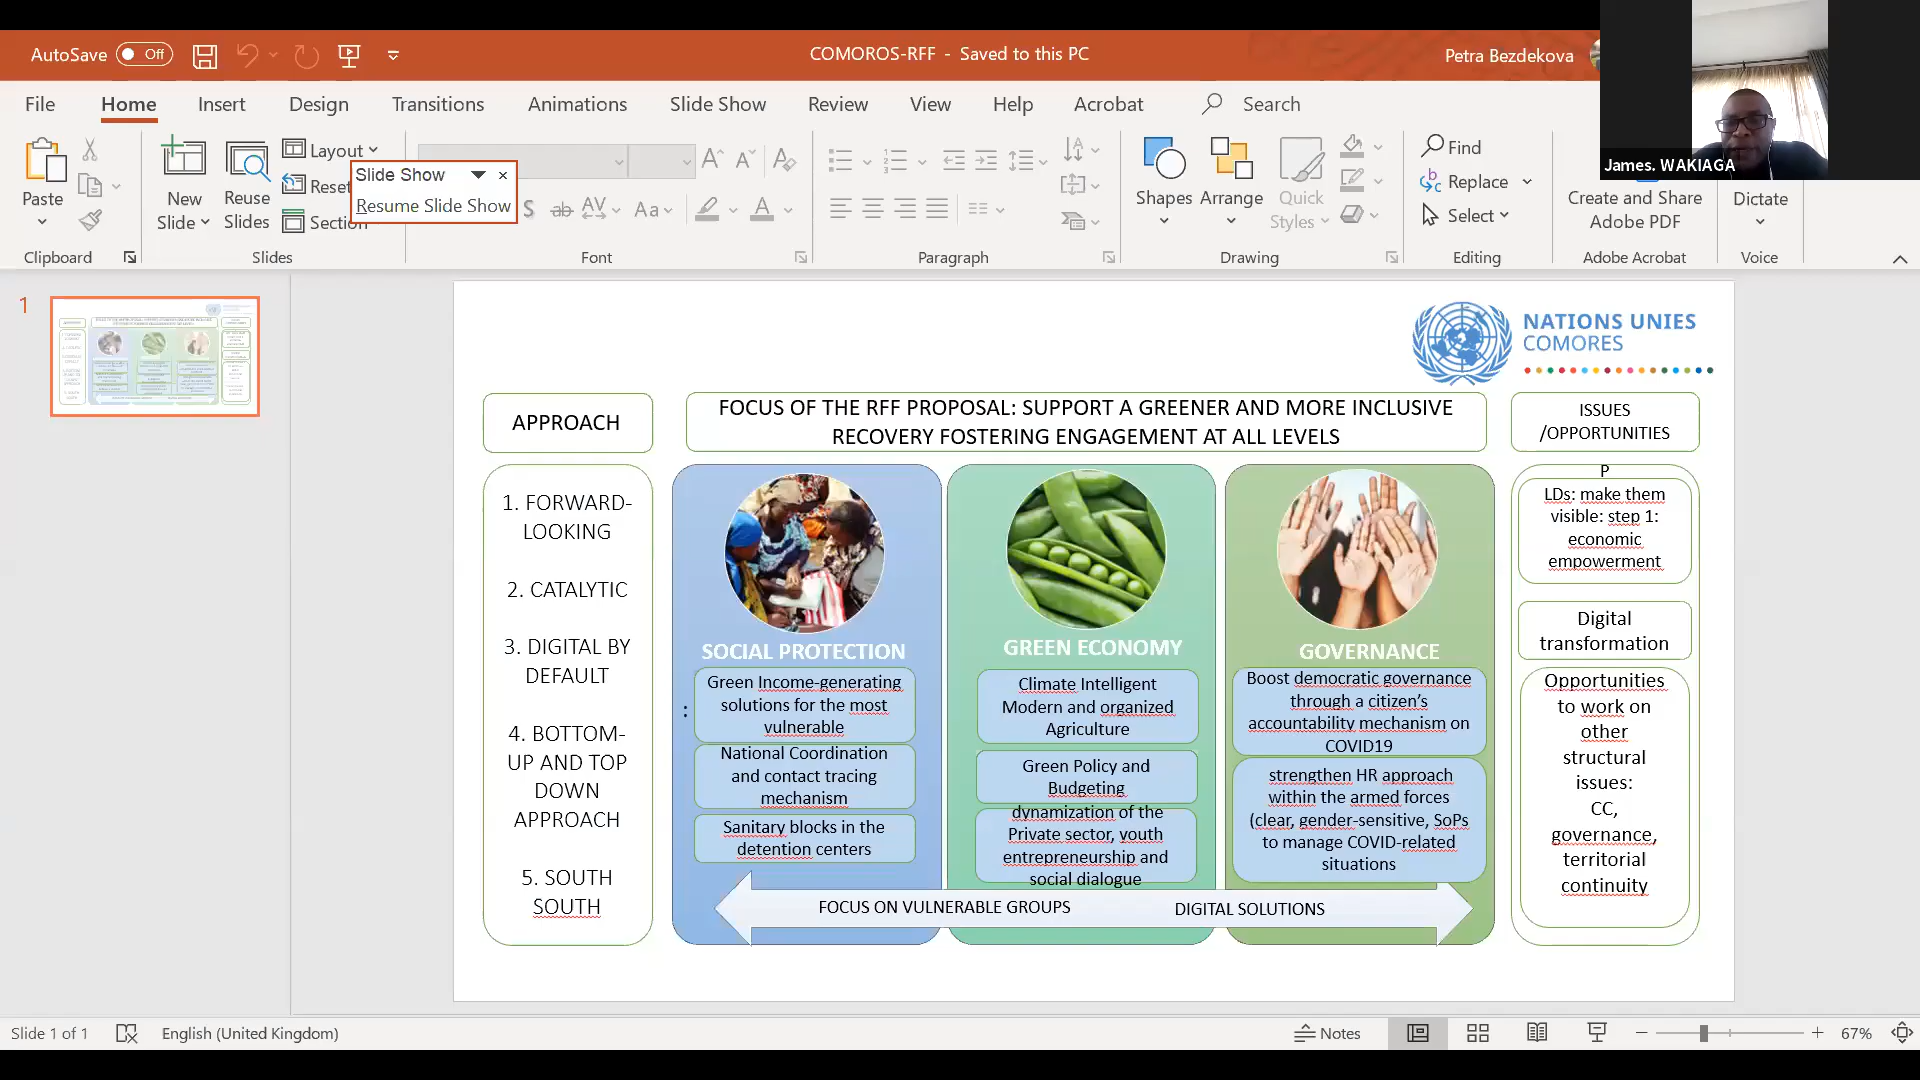 AutoSave Off
COMOROS-RFF - Saved to this PC
Petra Bezdekova
File Home Insert Design Transitions Animations Slide Show Review View Help Acrobat Search
Paste
New
Slide
Reuse
Slides
Layout
Reset
Section
Slide Show
Resume Slide Show
S ab AV Aa A
Shapes
Arrange
Quick
Styles
Find
Replace
Select
Create and Share
Adobe PDF
Dictate
Clipboard Slides Font Paragraph Drawing Editing Adobe Acrobat Voice
James. WAKIAGA
1
NATIONS UNIES
COMORES
APPROACH
1. FORWARD-
LOOKING
2. CATALYTIC
3. DIGITAL BY
DEFAULT
4. BOTTOM-
UP AND TOP
DOWN
APPROACH
5. SOUTH
SOUTH
FOCUS OF THE RFF PROPOSAL: SUPPORT A GREENER AND MORE INCLUSIVE
RECOVERY FOSTERING ENGAGEMENT AT ALL LEVELS
SOCIAL PROTECTION
:
Green Income-generating
solutions for the most
vulnerable
National Coordination
and contact tracing
mechanism
Sanitary blocks in the
detention centers
GREEN ECONOMY
Climate Intelligent
Modern and organized
Agriculture
Green Policy and
Budgeting
dynamization of the
Private sector, youth
entrepreneurship and
social dialogue
GOVERNANCE
Boost democratic governance
through a citizen’s
accountability mechanism on
COVID19
strengthen HR approach
within the armed forces
(clear, gender-sensitive, SoPs
to manage COVID-related
situations
FOCUS ON VULNERABLE GROUPS
DIGITAL SOLUTIONS
ISSUES
/OPPORTUNITIES
P
LDs: make them
visible: step 1:
economic
empowerment
Digital
transformation
Opportunities
to work on
other
structural
issues:
CC,
governance,
territorial
continuity
Slide 1 of 1
English (United Kingdom)
Notes
67%